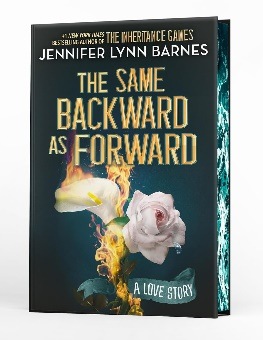 #1 NEW YORK TIMES
BESTSELLING AUTHOR OF THE INHERITANCE GAMES
JENNIFER LYNN BARNES
THE SAME
BACKWARD
AS FORWARD
A LOVE STORY